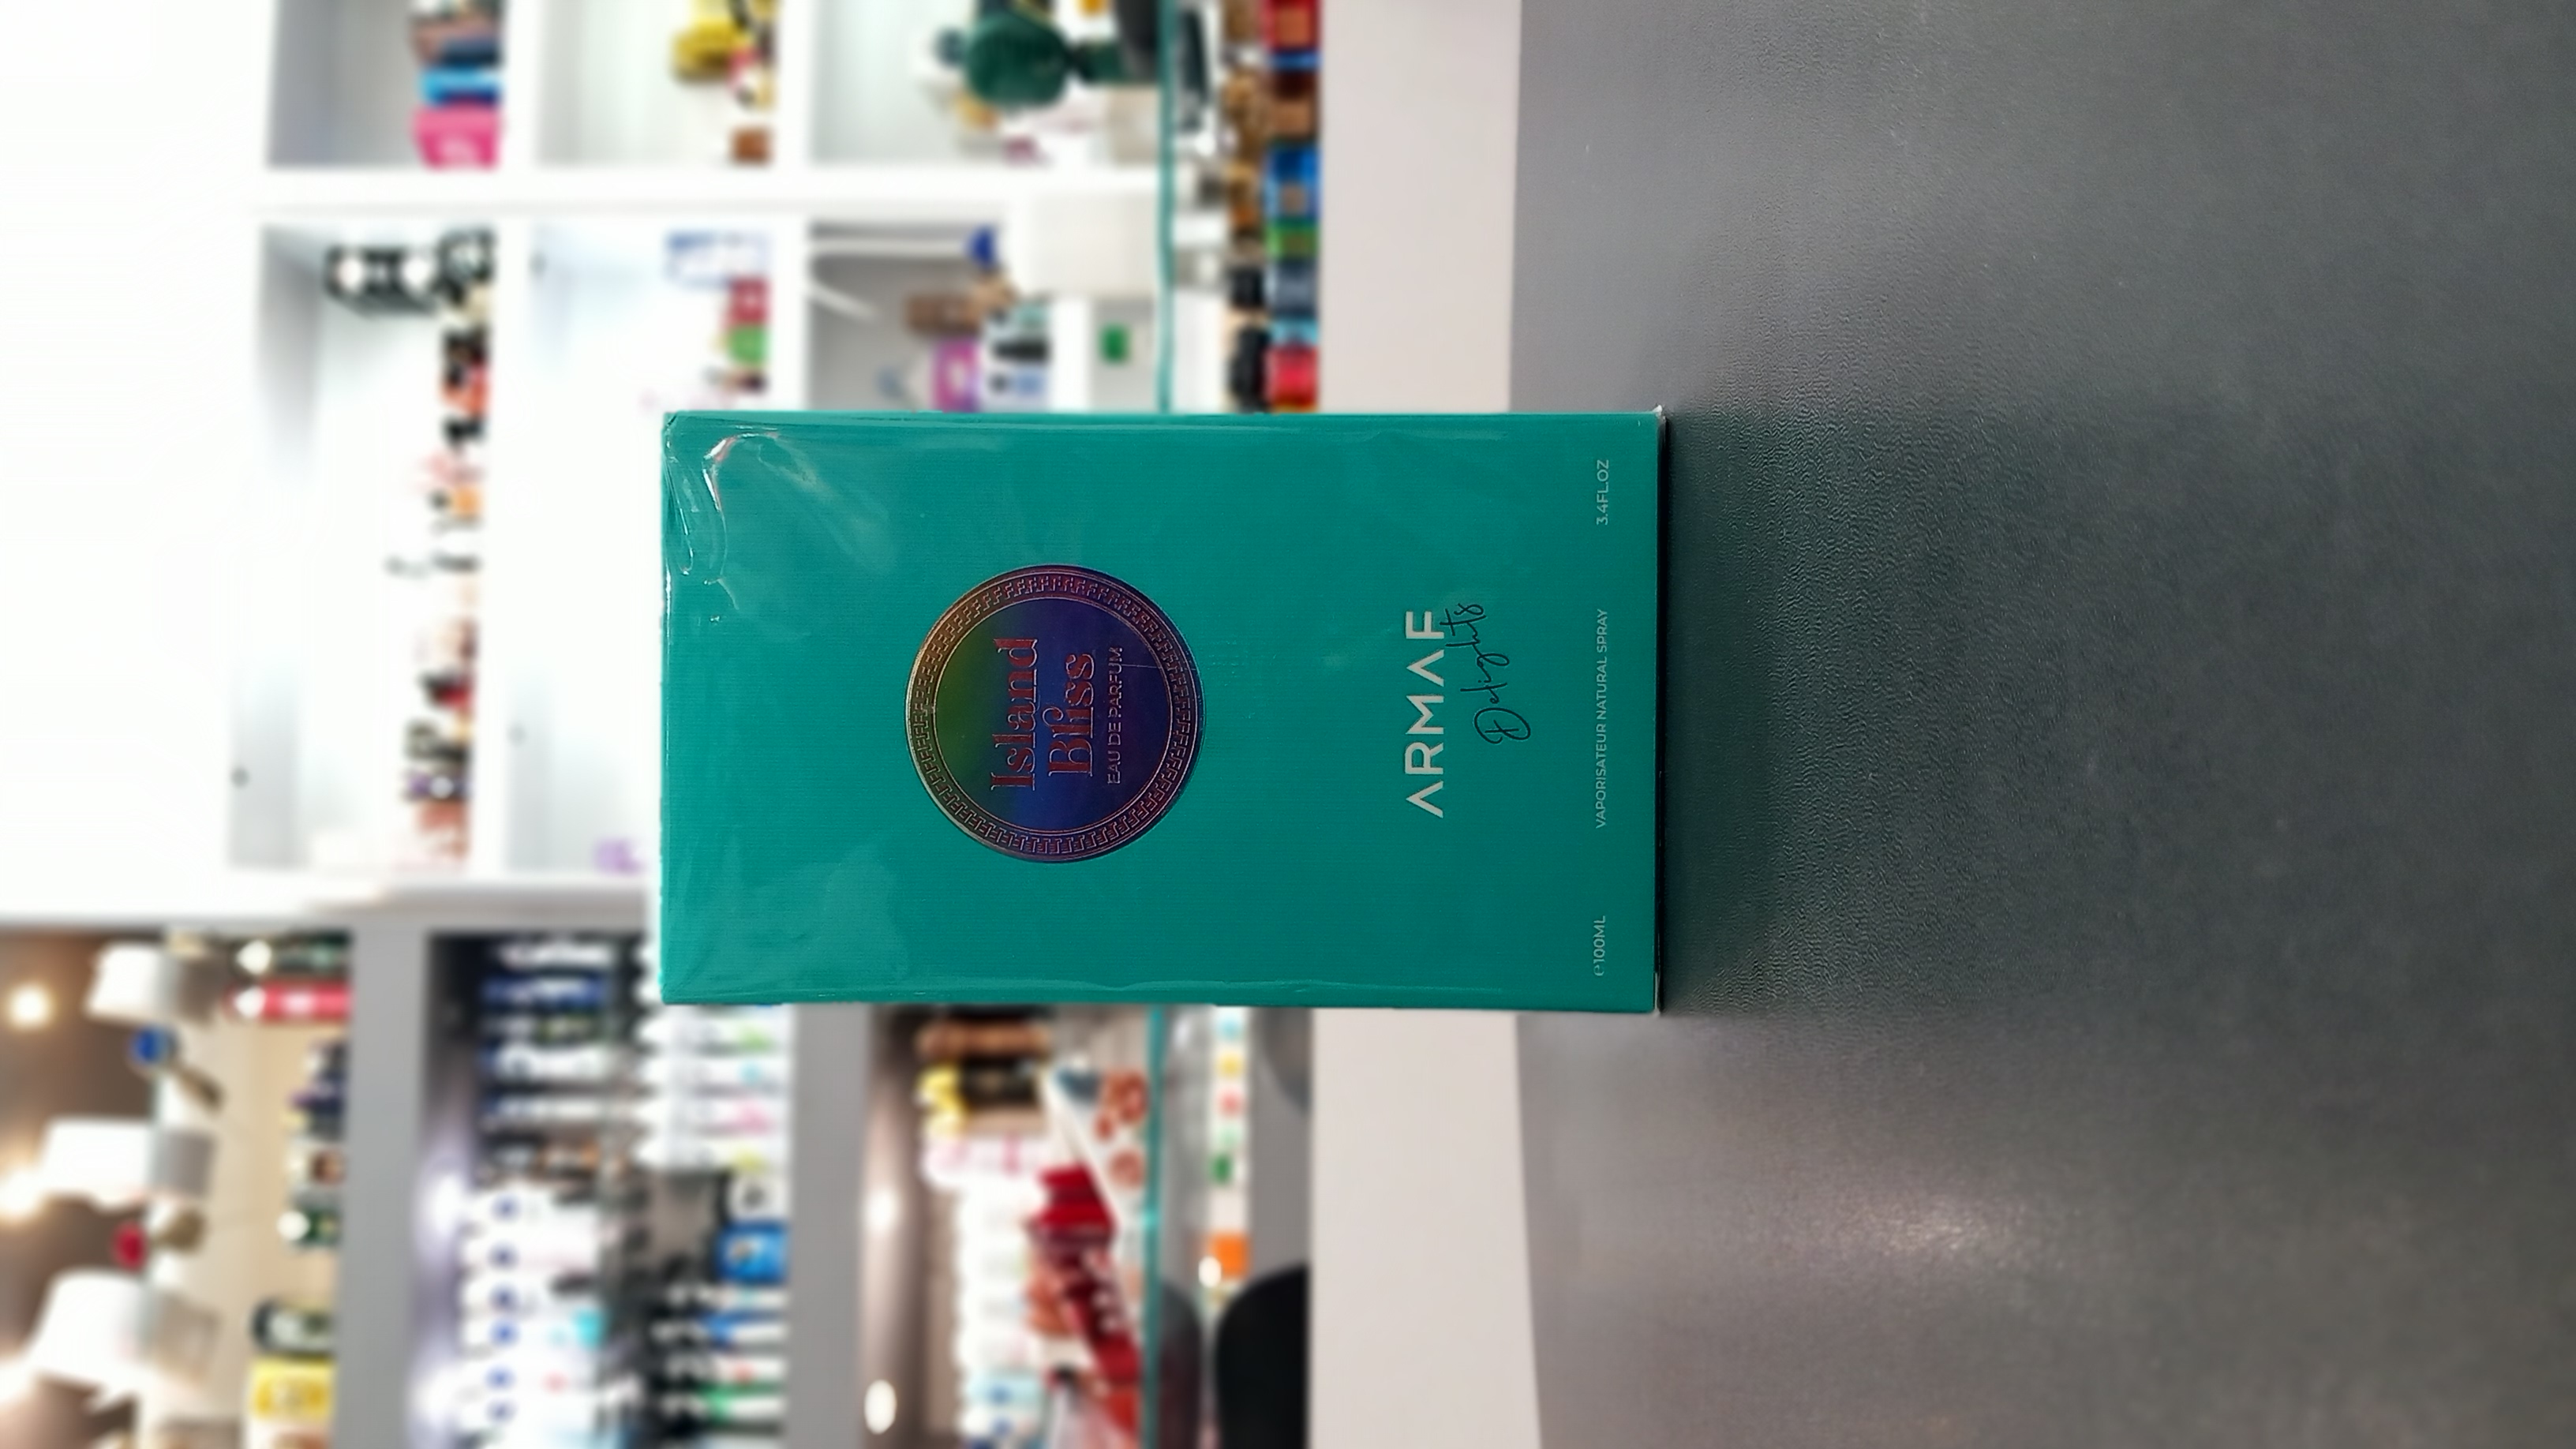 Island
Bliss
EAU DE PARFUM
ARMAF
Delights
℮100ML VAPORISATEUR NATURAL SPRAY 3.4FL.OZ